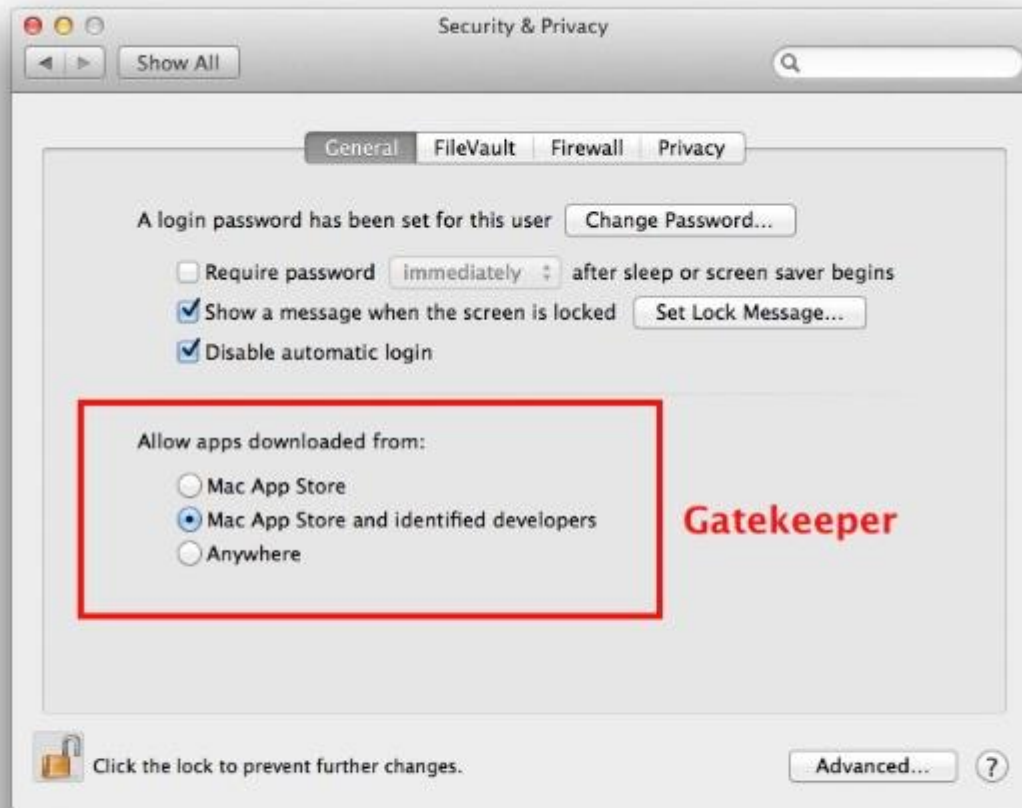 Security & Privacy
Show All
General FileVault Firewall Privacy
A login password has been set for this user Change Password...
Require password immediately after sleep or screen saver begins
Show a message when the screen is locked Set Lock Message...
Disable automatic login
Allow apps downloaded from:
Mac App Store
Mac App Store and identified developers
Gatekeeper
Anywhere
Click the lock to prevent further changes.
Advanced... ?